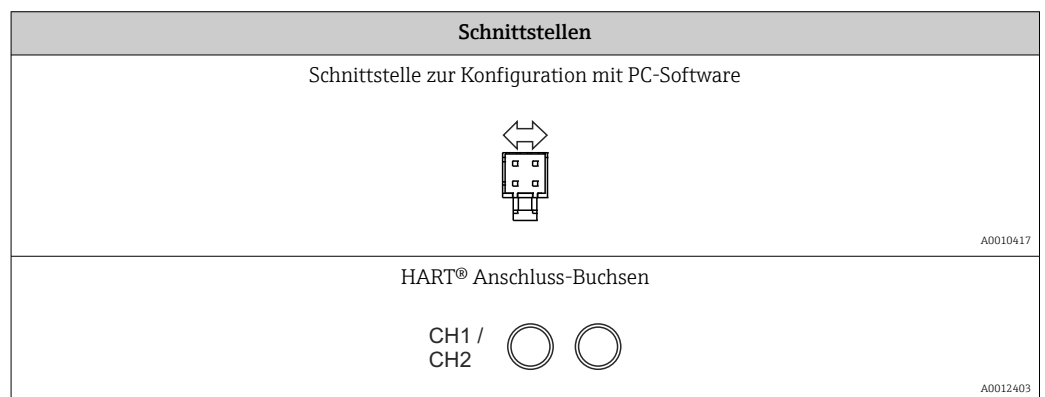 Schnittstellen
Schnittstelle zur Konfiguration mit PC-Software
A0010417
HART® Anschluss-Buchsen
CH1 /
CH2
A0012403